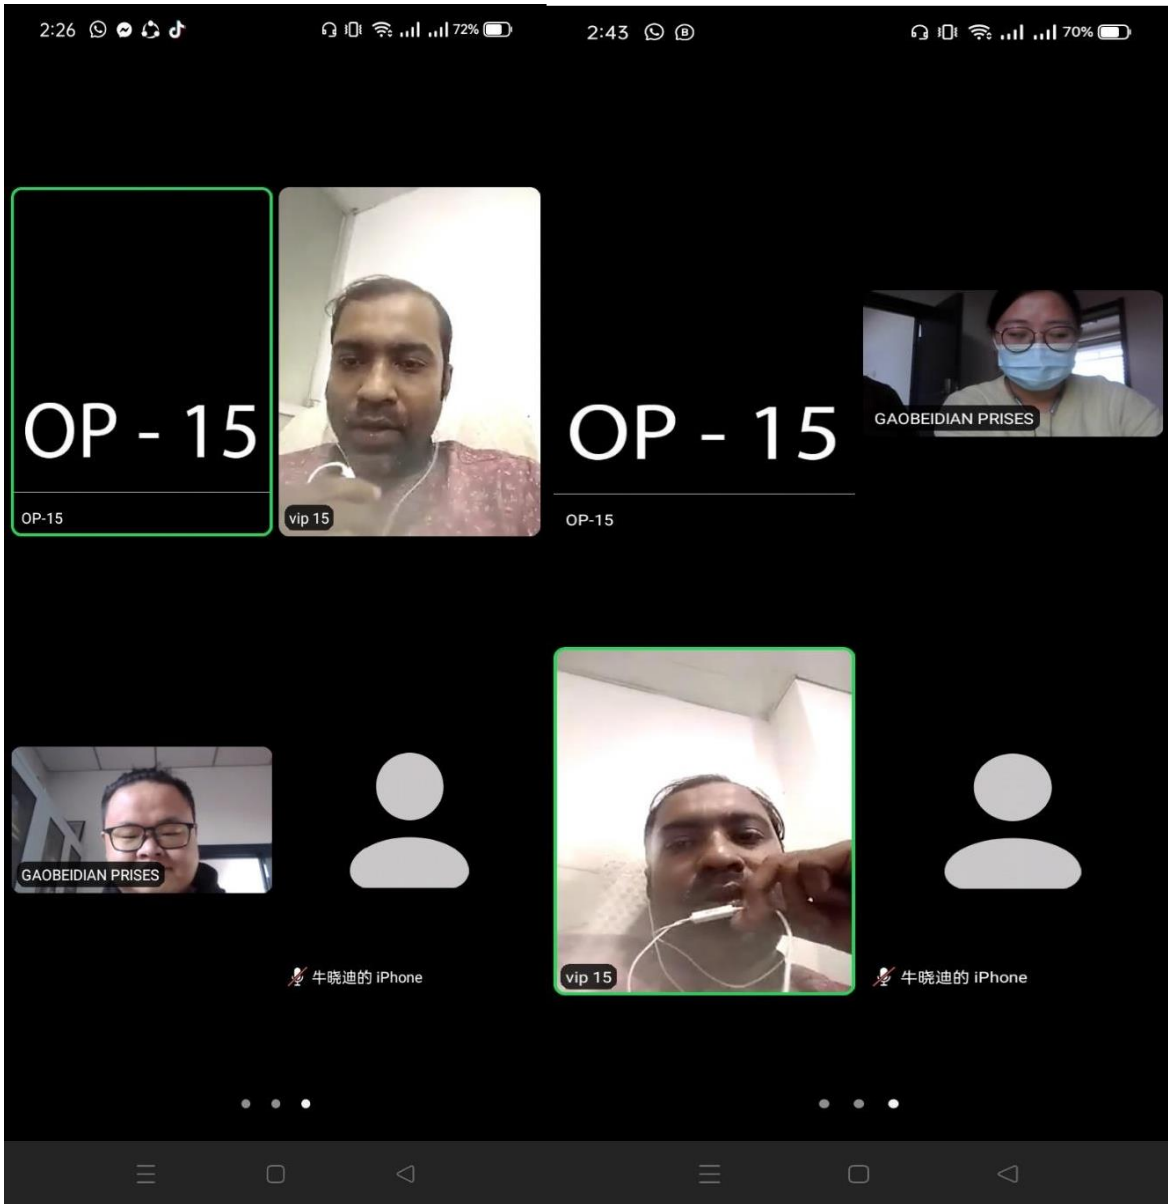 2:26
72%
OP - 15
OP-15
vip 15
GAOBEIDIAN PRISES
牛晓迪的 iPhone
2:43
B
70%
OP - 15
OP-15
GAOBEIDIAN PRISES
vip 15
牛晓迪的 iPhone